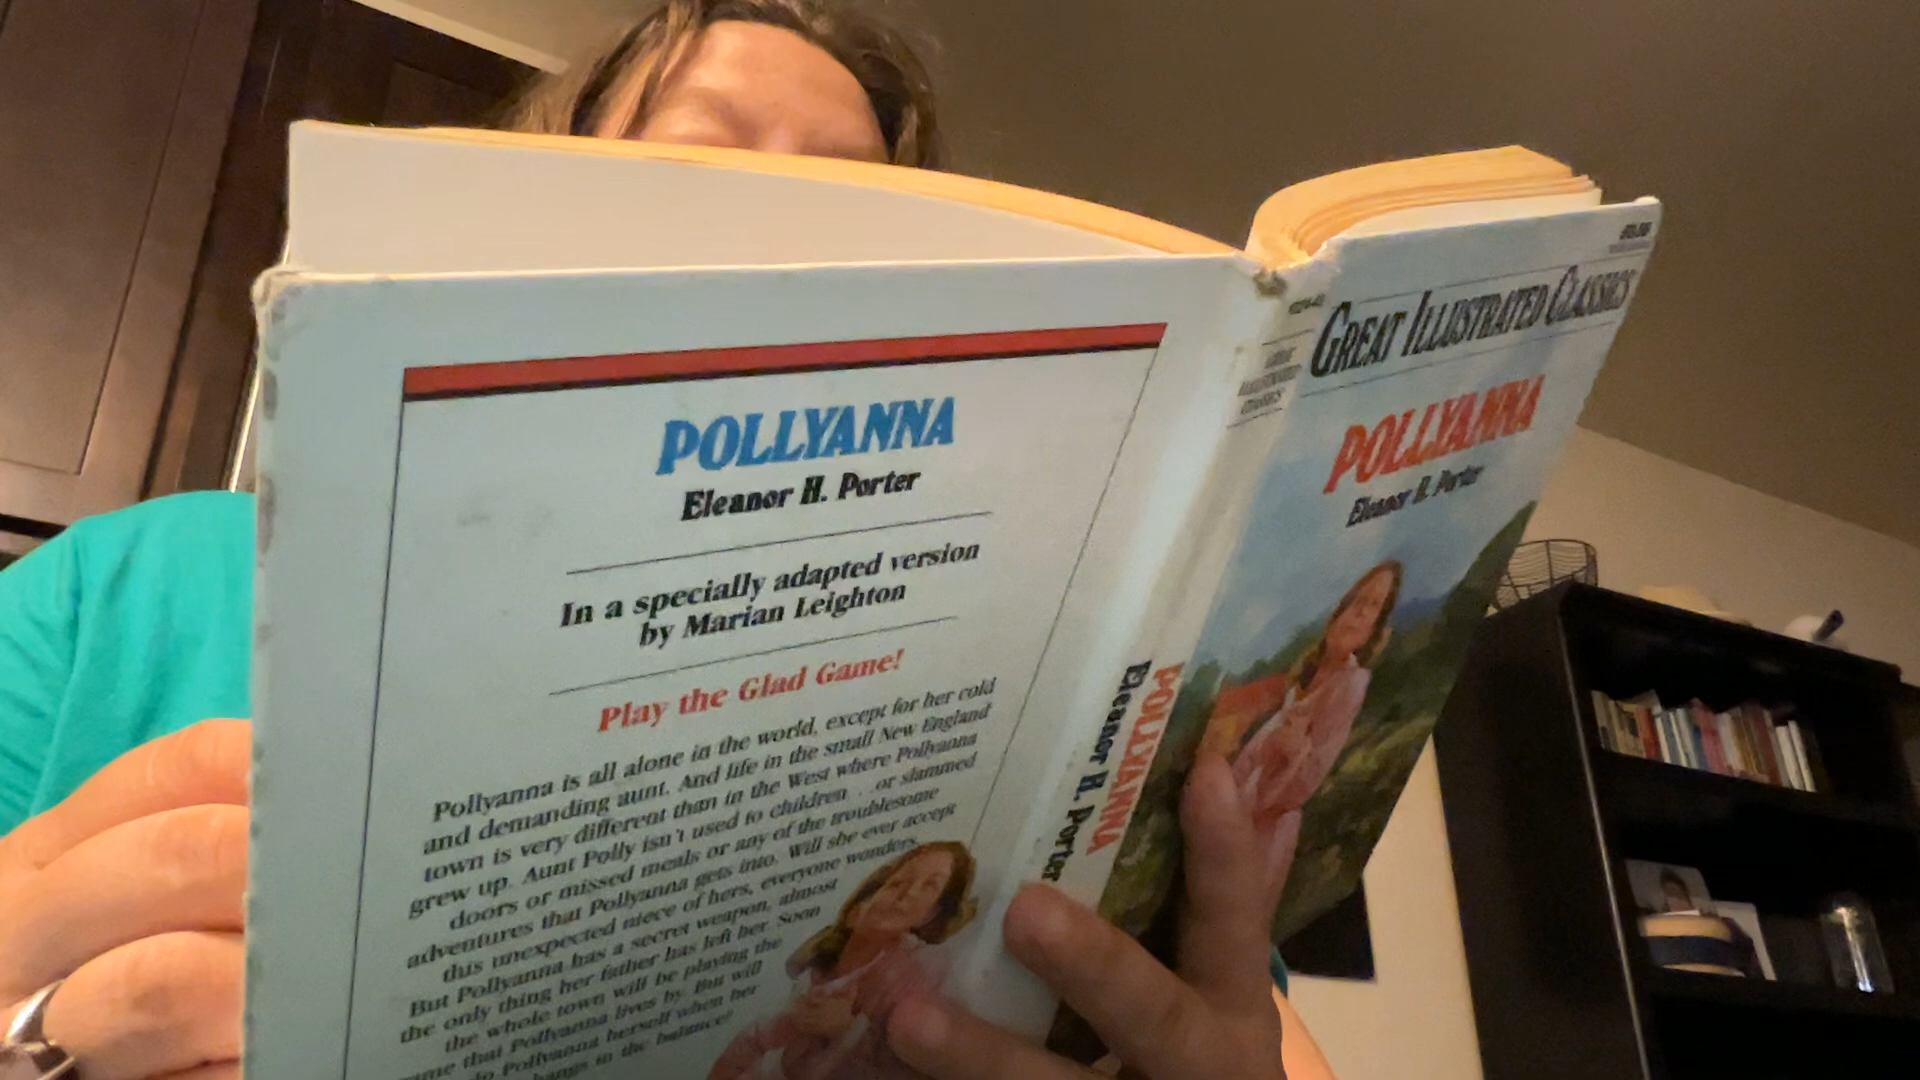 POLLYANNA
Eleanor H. Porter
In a specially adapted version
by Marian Leighton
Play the Glad Game!
Pollyanna is all alone in the world, except for her cold
and demanding aunt. And life in the small New England
town is very different than in the West where Pollyanna
grew up. Aunt Polly isn't used to children . . . or slammed
doors or missed meals or any of the troublesome
adventures that Pollyanna gets into. Will she ever accept
this unexpected niece of hers, everyone wonders.
But Pollyanna has a secret weapon, almost
the only thing her father has left her. Soon
the whole town will be playing the
that Pollyanna lives by. But will
Pollyanna herself when her
hangs in the balance?
GREAT
ILLUSTRATED
CLASSICS
POLLYANNA
Eleanor H. Porter
GREAT ILLUSTRATED CLASSICS
POLLYANNA
Eleanor H. Porter